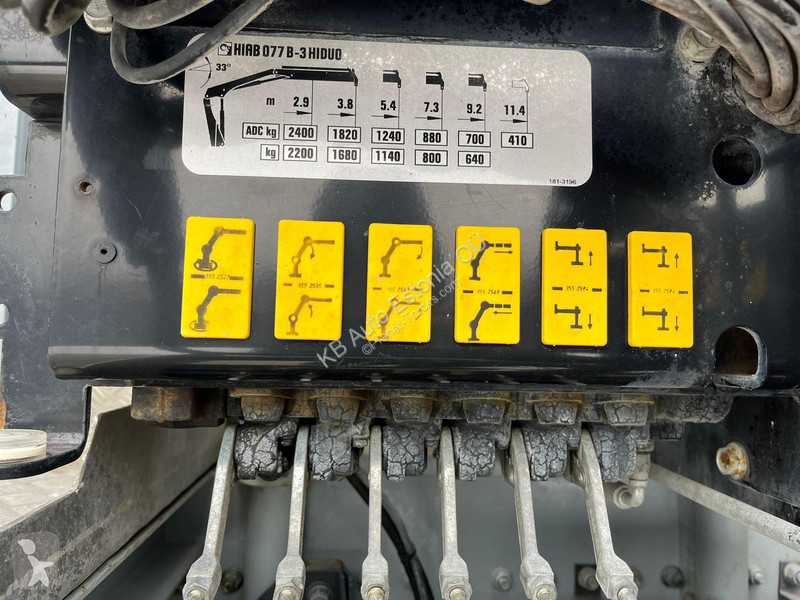 HIAB 077 B-3 HIDUO
33°
m 2.9 3.8 5.4 7.3 9.2 11.4
ADC kg 2400 1820 1240 880 700 410
kg 2200 1680 1140 800 640
181-3196
KB Auto Estonia OÜ